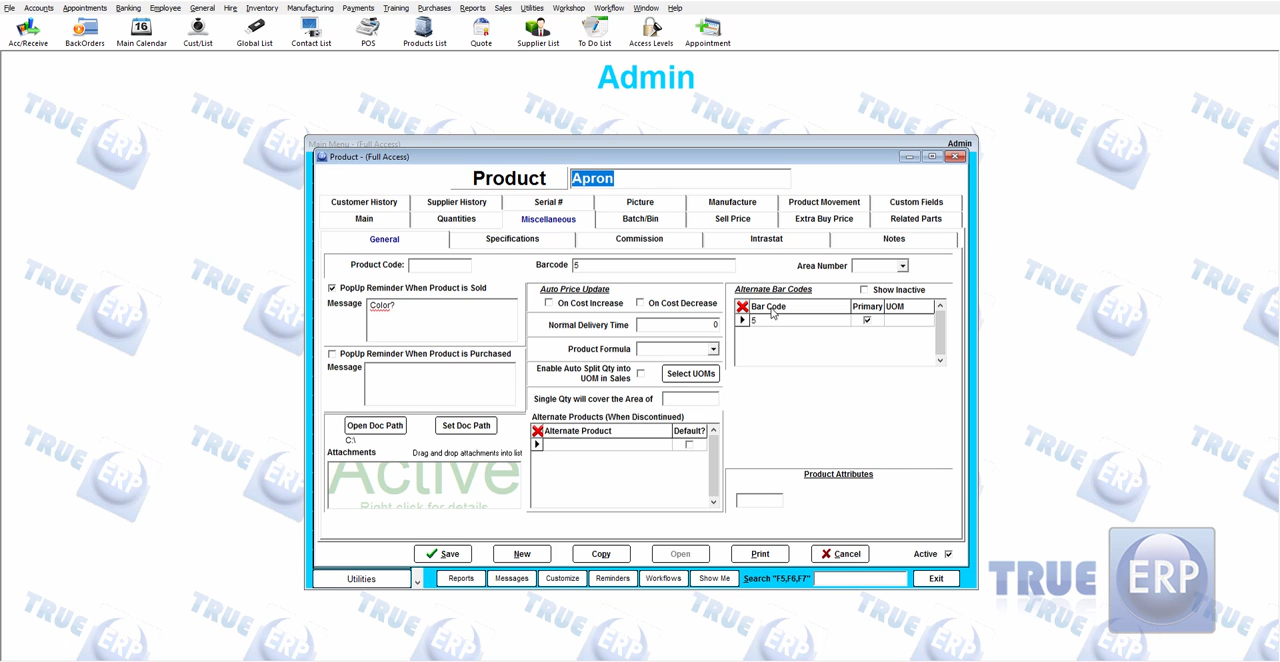 File Accounts Appointments Banking Employee General Hire Inventory Manufacturing Payments Training Purchases Reports Sales Utilities Workshop Workflow Window Help
Acc/Receive BackOrders Main Calendar Cust/List Global List Contact List POS Products List Quote Supplier List To Do List Access Levels Appointment
16
Admin
Main Menu - (Full Access) Admin
Product - (Full Access)
Product Apron
Customer History Supplier History Serial # Picture Manufacture Product Movement Custom Fields
Main Quantities Miscellaneous Batch/Bin Sell Price Extra Buy Price Related Parts
General Specifications Commission Intrastat Notes
Product Code: Barcode 5 Area Number
PopUp Reminder When Product is Sold
Message Color?
PopUp Reminder When Product is Purchased
Message
Open Doc Path Set Doc Path
C:\
Attachments Drag and drop attachments into list
Active
Right click for details
Auto Price Update
On Cost Increase On Cost Decrease
Normal Delivery Time 0
Product Formula
Enable Auto Split Qty into
UOM in Sales Select UOMs
Single Qty will cover the Area of
Alternate Products (When Discontinued)
Alternate Product Default?
Alternate Bar Codes Show Inactive
Bar Code Primary UOM
5
Product Attributes
Save New Copy Open Print Cancel Active
Utilities Reports Messages Customize Reminders Workflows Show Me Search "F5,F6,F7" Exit
TRUE ERP